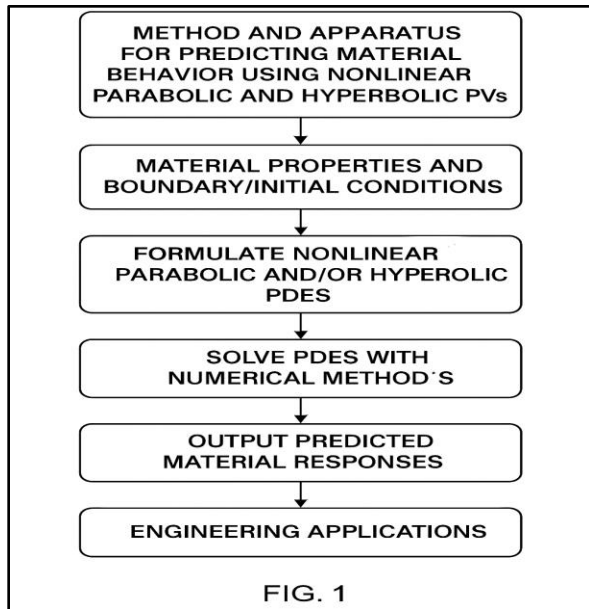 METHOD AND APPARATUS
FOR PREDICTING MATERIAL
BEHAVIOR USING NONLINEAR
PARABOLIC AND HYPERBOLIC PVs
MATERIAL PROPERTIES AND
BOUNDARY/INITIAL CONDITIONS
FORMULATE NONLINEAR
PARABOLIC AND/OR HYPEROLIC
PDES
SOLVE PDES WITH
NUMERICAL METHOD'S
OUTPUT PREDICTED
MATERIAL RESPONSES
ENGINEERING APPLICATIONS
FIG. 1